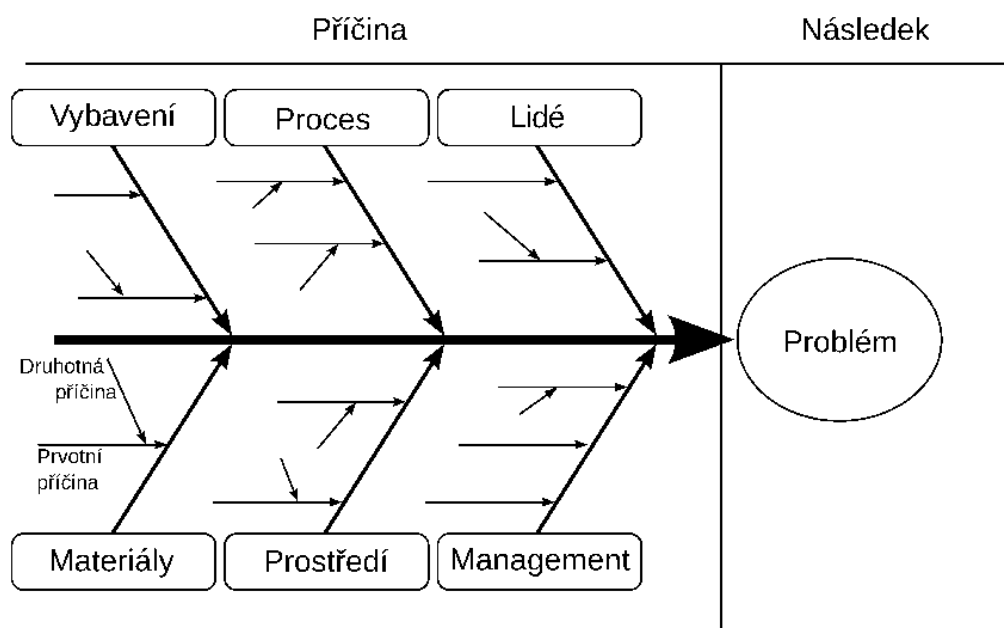 Příčina
Následek
Vybavení
Proces
Lidé
Problém
Druhotná
příčina
Prvotní
příčina
Materiály
Prostředí
Management